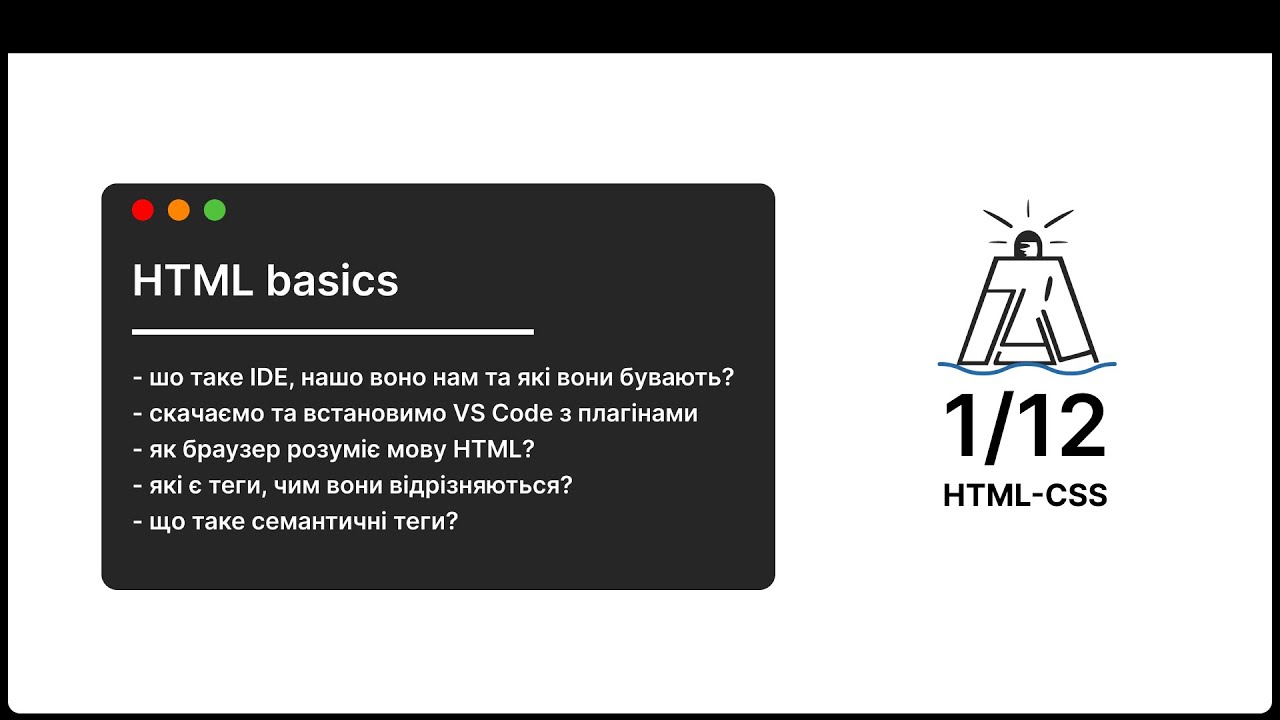 HTML basics
- шо таке IDE, нашо воно нам та які вони бувають?
- скачаємо та встановимо VS Code з плагінами
- як браузер розуміє мову HTML?
- які є теги, чим вони відрізняються?
- що таке семантичні теги?
1/12
HTML-CSS